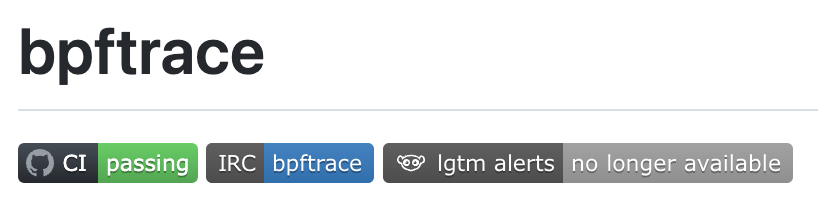 bpftrace
CI passing IRC bpftrace lgtm alerts no longer available